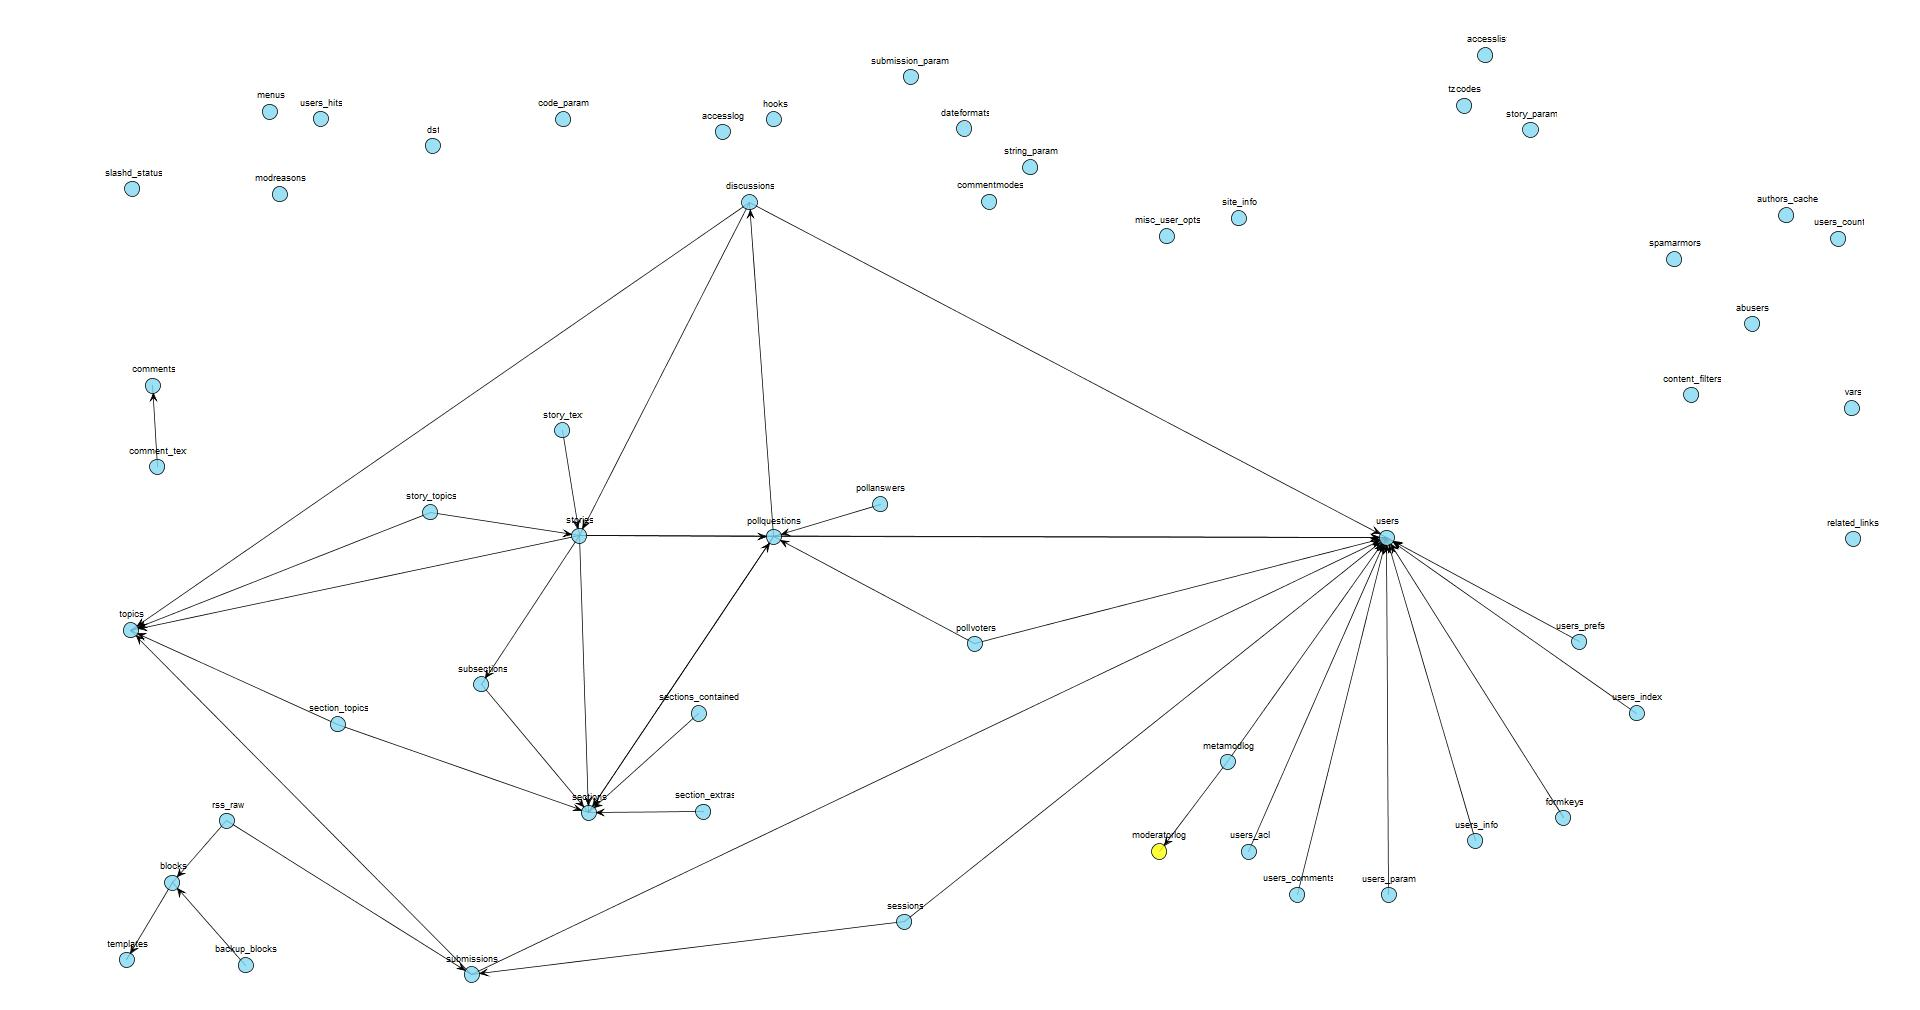 accesslis
submission_param
tzcodes
menus
users_hits
code_param
hooks
accesslog
dateformats
story_param
dst
string_param
slashd_status
modreasons
discussions
commentmodes
authors_cache
site_info
misc_user_opts
users_count
spamarmors
abusers
comments
content_filters
vars
story_tex
comment_tex
story_topics
pollanswers
stories
pollquestions
users
related_links
topics
pollvoters
users_prefs
subsections
sections_contained
users_index
section_topics
metamodlog
sections
section_extras
formkeys
rss_raw
users_info
moderatorlog
users_acl
blocks
users_comments
users_param
sessions
templates
backup_blocks
submissions